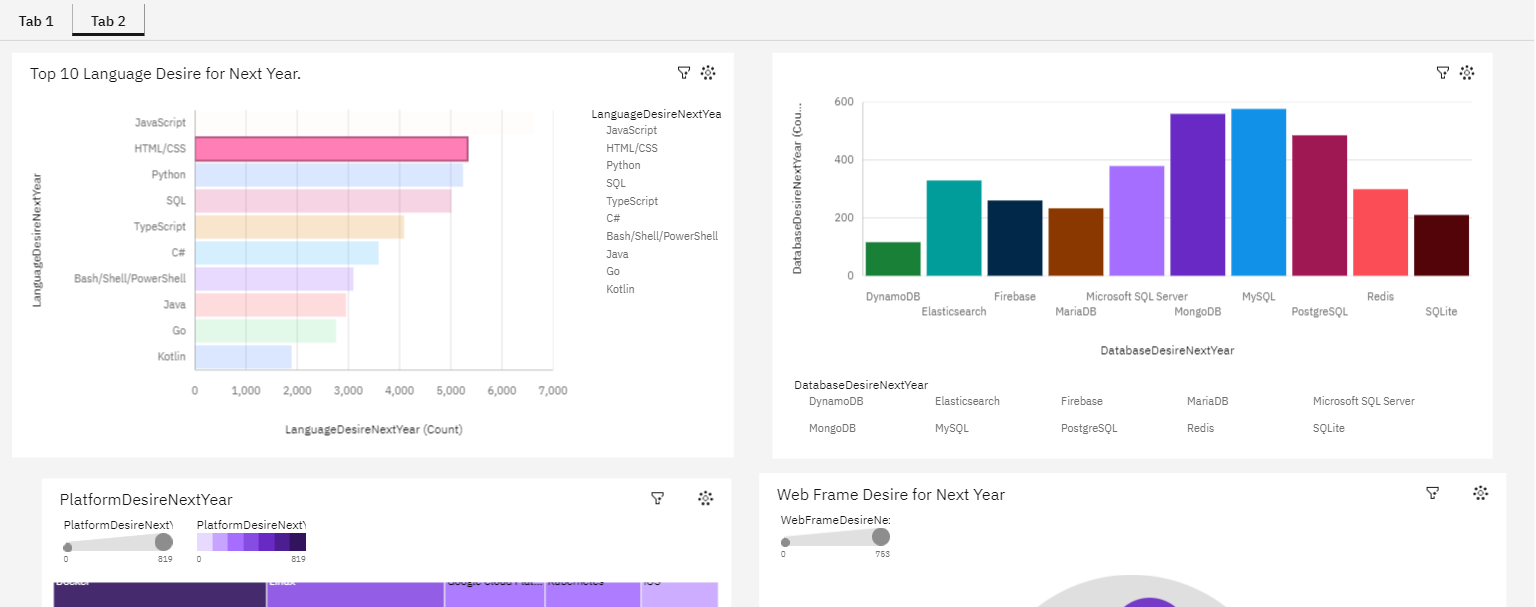 Tab 1
Tab 2
Top 10 Language Desire for Next Year.
LanguageDesireNextYear
JavaScript
HTML/CSS
Python
SQL
TypeScript
C#
Bash/Shell/PowerShell
Java
Go
Kotlin
0 1,000 2,000 3,000 4,000 5,000 6,000 7,000
LanguageDesireNextYear (Count)
LanguageDesireNextYea
JavaScript
HTML/CSS
Python
SQL
TypeScript
C#
Bash/Shell/PowerShell
Java
Go
Kotlin
DatabaseDesireNextYear (Cou...
600
400
200
0
DynamoDB Firebase Microsoft SQL Server MySQL Redis
Elasticsearch MariaDB MongoDB PostgreSQL SQLite
DatabaseDesireNextYear
DatabaseDesireNextYear
DynamoDB Elasticsearch Firebase MariaDB Microsoft SQL Server
MongoDB MySQL PostgreSQL Redis SQLite
PlatformDesireNextYear
PlatformDesireNext PlatformDesireNext
0 819 0 819
Docker Linux Google Cloud Plat... Kubernetes iOS
Web Frame Desire for Next Year
WebFrameDesireNe:
0 753